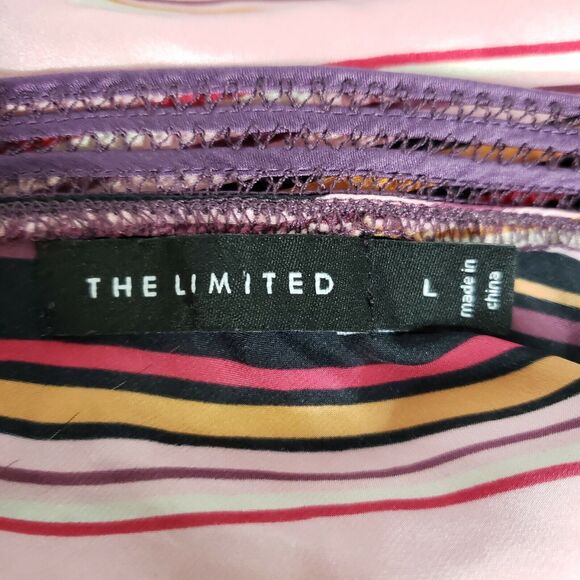 THE LIMITED
L
made in
china